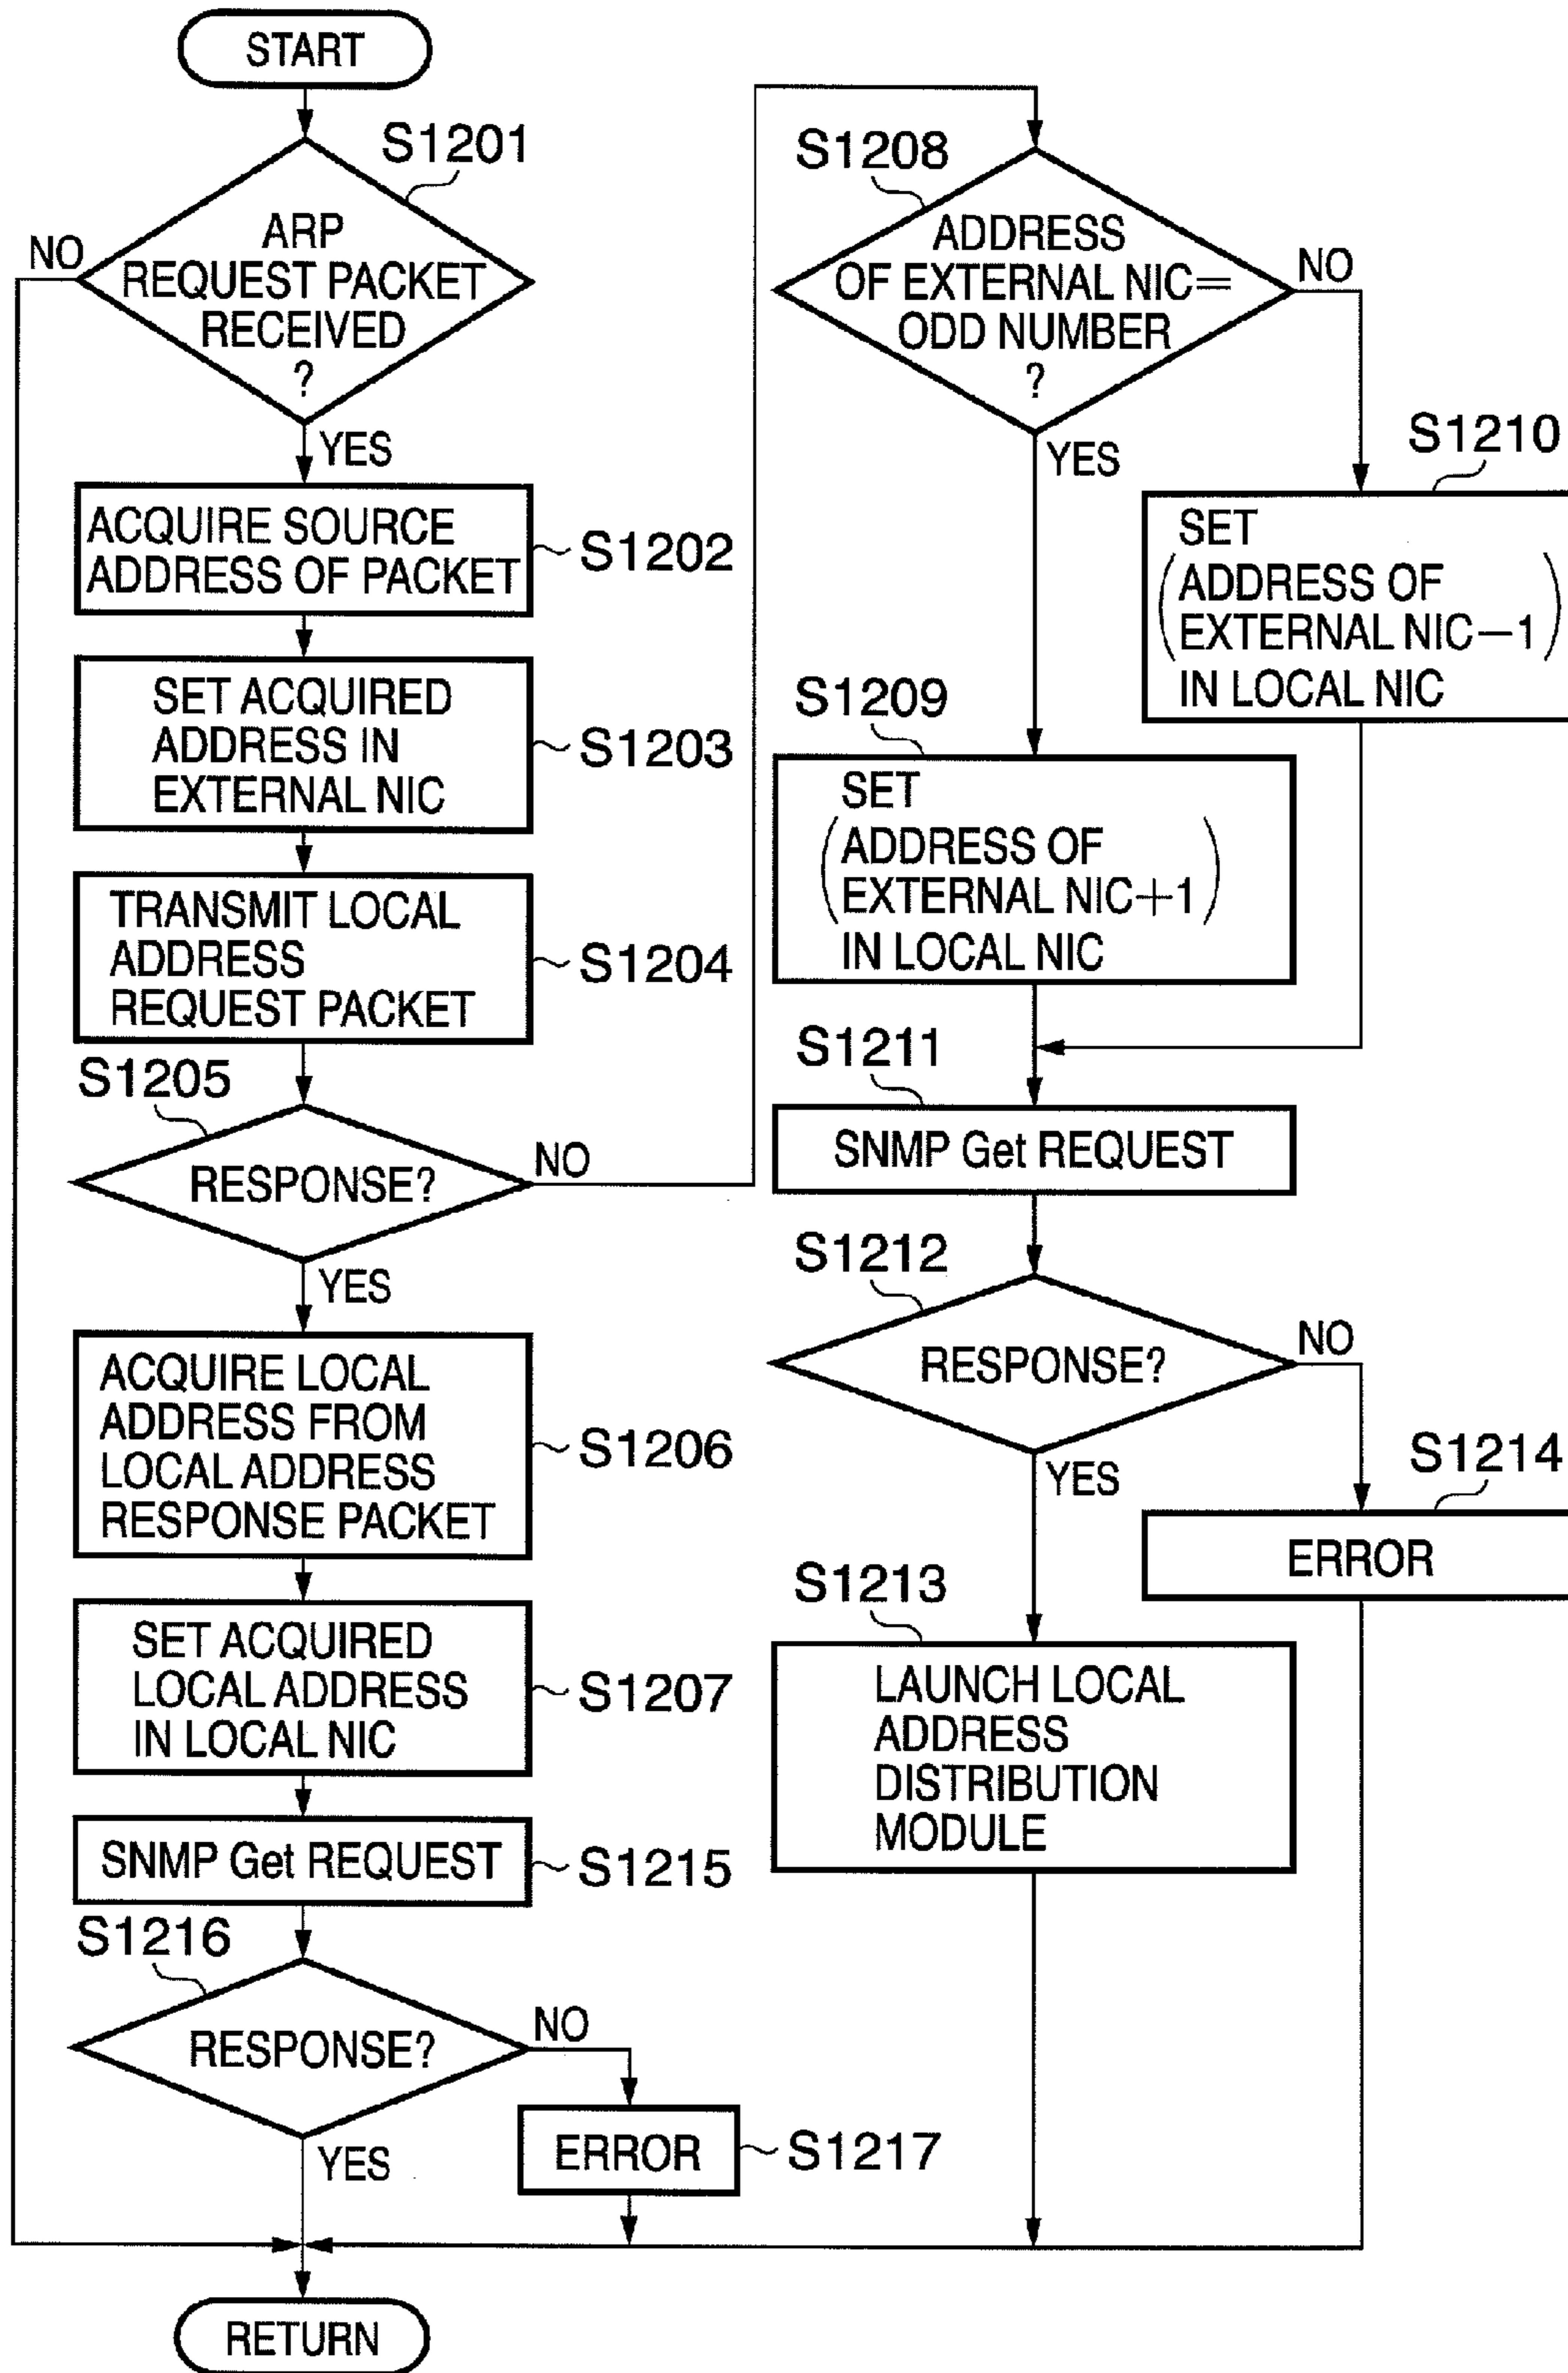 START
S1201
ARP
REQUEST PACKET
RECEIVED
?
NO
YES
ACQUIRE SOURCE
ADDRESS OF PACKET
S1202
SET ACQUIRED
ADDRESS IN
EXTERNAL NIC
S1203
TRANSMIT LOCAL
ADDRESS
REQUEST PACKET
S1204
S1205
RESPONSE?
NO
YES
ACQUIRE LOCAL
ADDRESS FROM
LOCAL ADDRESS
RESPONSE PACKET
S1206
SET ACQUIRED
LOCAL ADDRESS
IN LOCAL NIC
S1207
SNMP Get REQUEST
S1215
S1216
RESPONSE?
NO
YES
ERROR
S1217
RETURN
S1208
ADDRESS
OF EXTERNAL NIC=
ODD NUMBER
?
NO
YES
S1210
SET
(ADDRESS OF
EXTERNAL NIC−1)
IN LOCAL NIC
S1209
SET
(ADDRESS OF
EXTERNAL NIC+1)
IN LOCAL NIC
S1211
SNMP Get REQUEST
S1212
RESPONSE?
NO
YES
S1214
ERROR
S1213
LAUNCH LOCAL
ADDRESS
DISTRIBUTION
MODULE